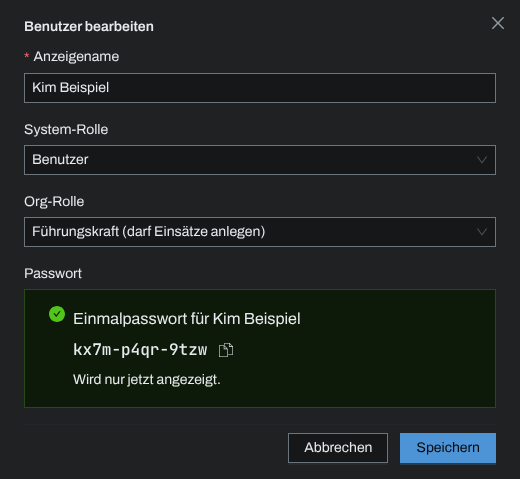 Benutzer bearbeiten
* Anzeigename
Kim Beispiel
System-Rolle
Benutzer
Org-Rolle
Führungskraft (darf Einsätze anlegen)
Passwort
Einmalpasswort für Kim Beispiel
kx7m-p4qr-9tzw
Wird nur jetzt angezeigt.
Abbrechen
Speichern